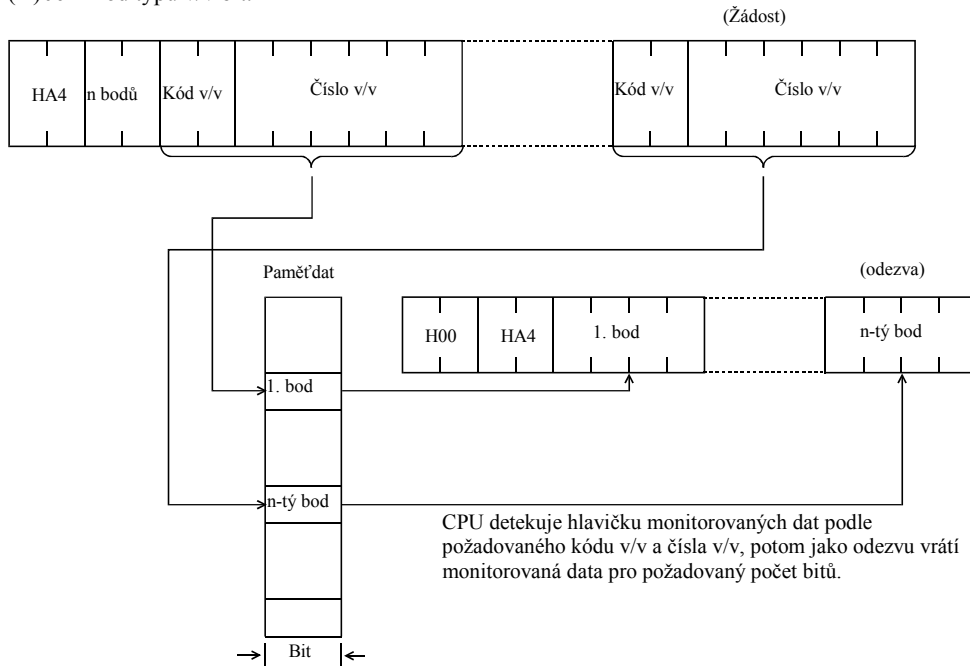 (Žádost)
HA4 n bodů Kód v/v Číslo v/v Kód v/v Číslo v/v
Paměťdat
(odezva)
H00 HA4 1. bod n-tý bod
1. bod
n-tý bod
CPU detekuje hlavičku monitorovaných dat podle
požadovaného kódu v/v a čísla v/v, potom jako odezvu vrátí
monitorovaná data pro požadovaný počet bitů.
Bit